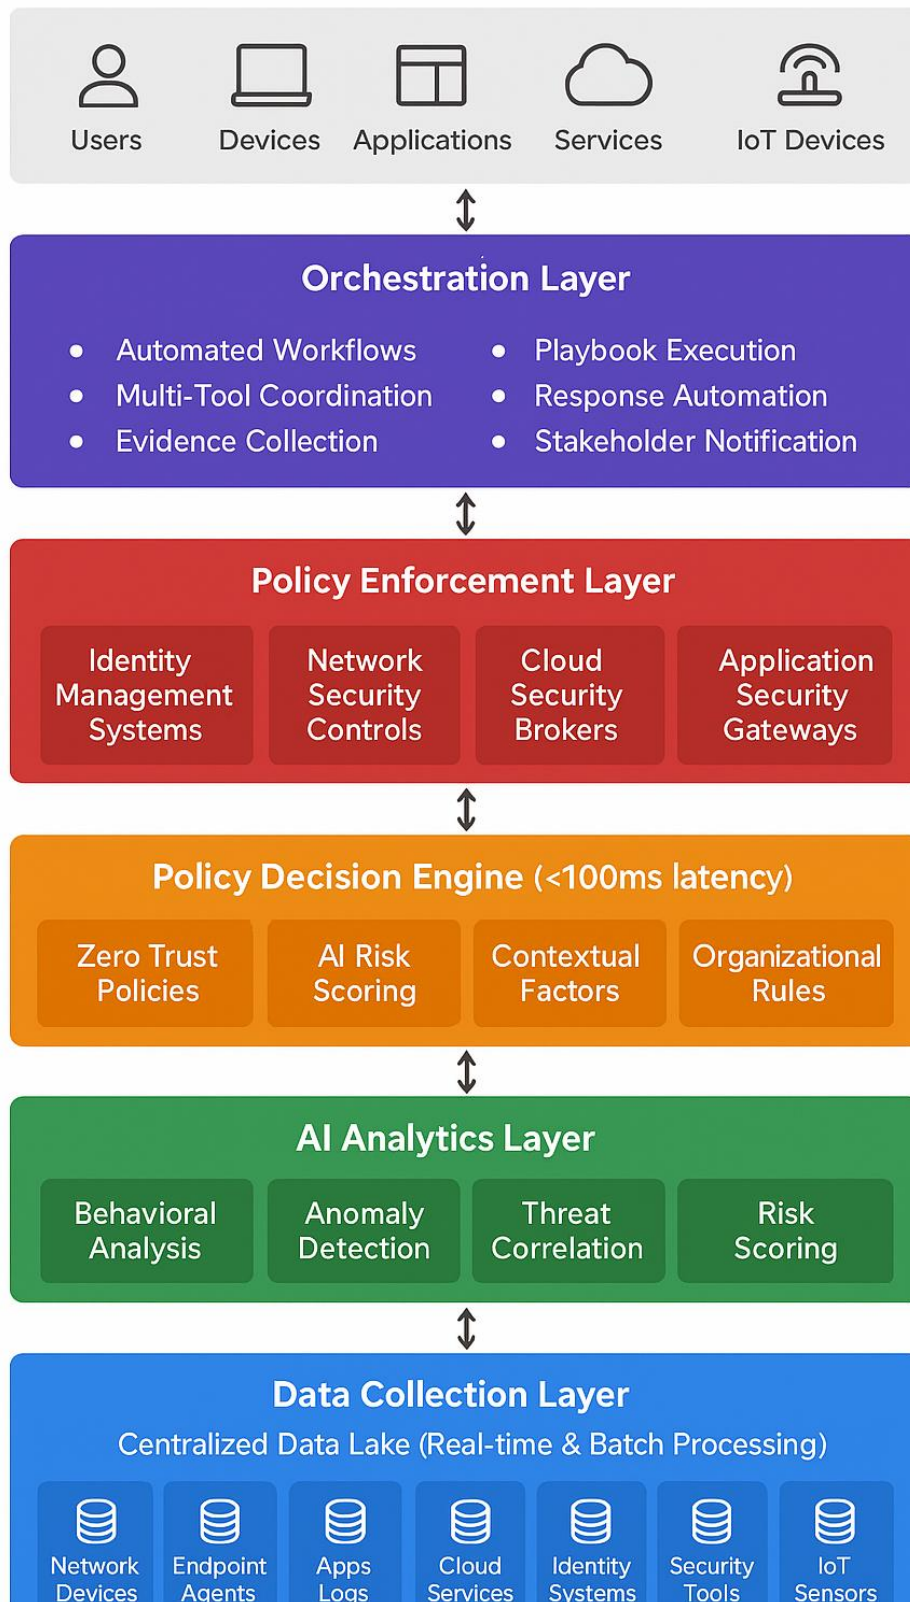 Users
Devices
Applications
Services
IoT Devices
Orchestration Layer
• Automated Workflows
• Multi-Tool Coordination
• Evidence Collection
• Playbook Execution
• Response Automation
• Stakeholder Notification
Policy Enforcement Layer
Identity
Management
Systems
Network
Security
Controls
Cloud
Security
Brokers
Application
Security
Gateways
Policy Decision Engine (<100ms latency)
Zero Trust
Policies
AI Risk
Scoring
Contextual
Factors
Organizational
Rules
AI Analytics Layer
Behavioral
Analysis
Anomaly
Detection
Threat
Correlation
Risk
Scoring
Data Collection Layer
Centralized Data Lake (Real-time & Batch Processing)
Network
Devices
Endpoint
Agents
Apps
Logs
Cloud
Services
Identity
Systems
Security
Tools
IoT
Sensors